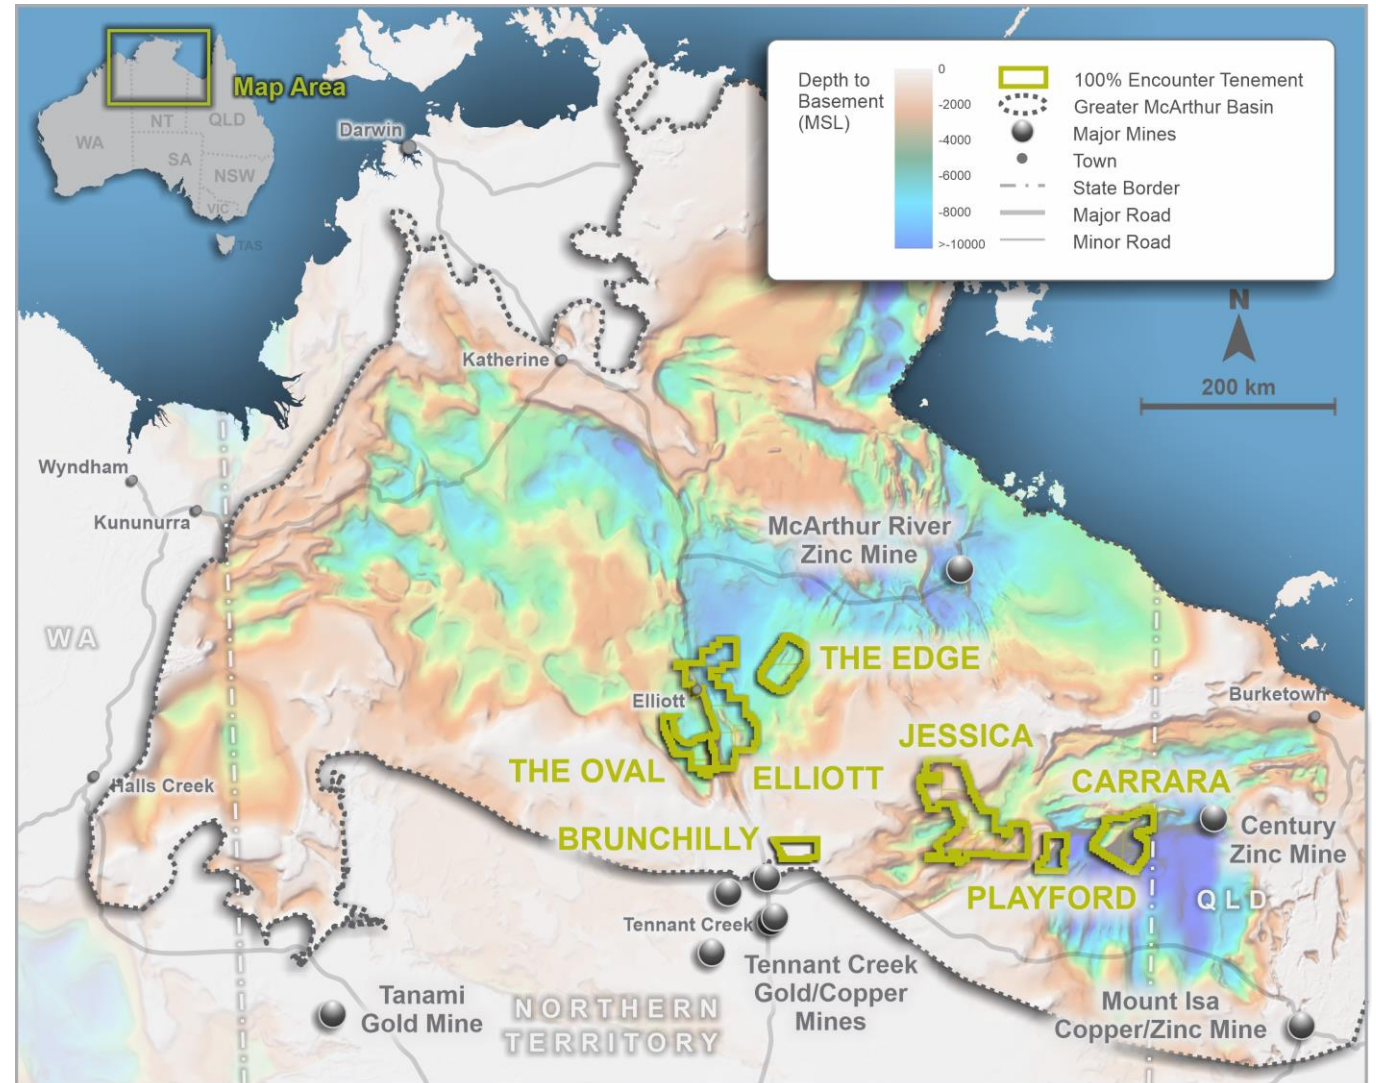 Map Area
WA
NT
QLD
SA
NSW
VIC
TAS
Darwin
Depth to
Basement
(MSL)
0
-2000
-4000
-6000
-8000
>-10000
100% Encounter Tenement
Greater McArthur Basin
Major Mines
Town
State Border
Major Road
Minor Road
N
200 km
Katherine
Wyndham
Kununurra
McArthur River
Zinc Mine
WA
THE EDGE
Elliott
Burketown
JESSICA
THE OVAL
ELLIOTT
CARRARA
Halls Creek
BRUNCHILLY
Century
Zinc Mine
PLAYFORD
QLD
Tennant Creek
Tennant Creek
Gold/Copper
Mines
Tanami
Gold Mine
NORTHERN
TERRITORY
Mount Isa
Copper/Zinc Mine